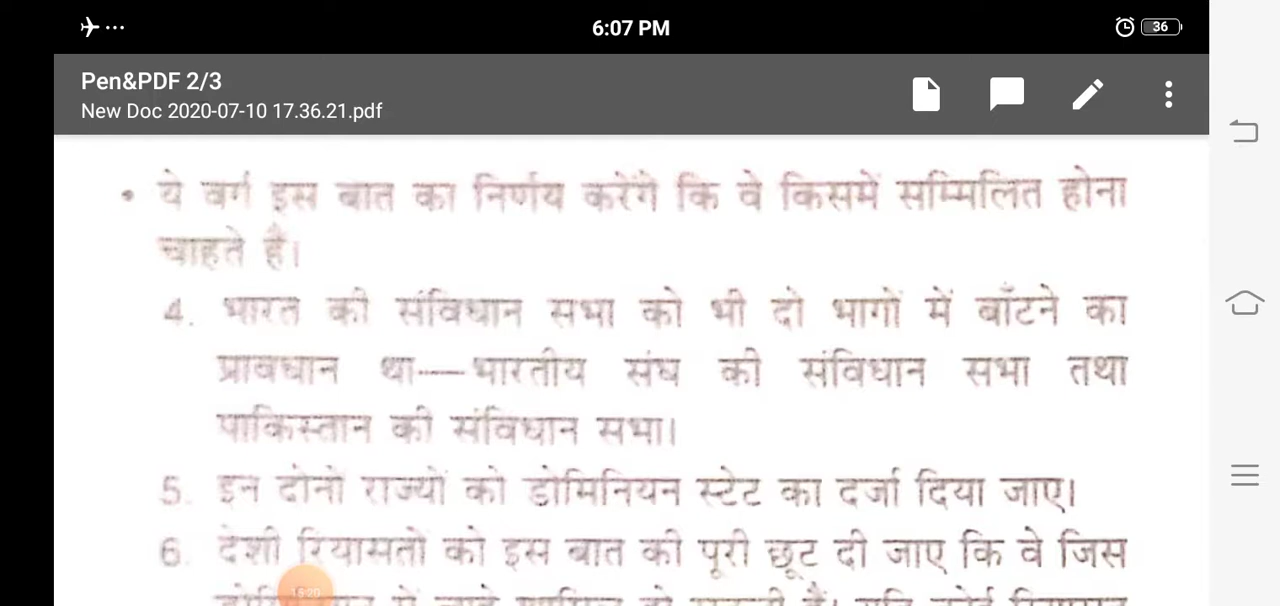 6:07 PM
36
Pen&PDF 2/3
New Doc 2020-07-10 17.36.21.pdf
• ये वर्ग इस बात का निर्णय करेंगे कि वे किसमें सम्मिलित होना
चाहते हैं।
4. भारत की संविधान सभा को भी दो भागों में बाँटने का
प्रावधान था—भारतीय संघ की संविधान सभा तथा
पाकिस्तान की संविधान सभा।
5. इन दोनों राज्यों को डोमिनियन स्टेट का दर्जा दिया जाए।
6. देशी रियासतों को इस बात की पूरी छूट दी जाए कि वे जिस